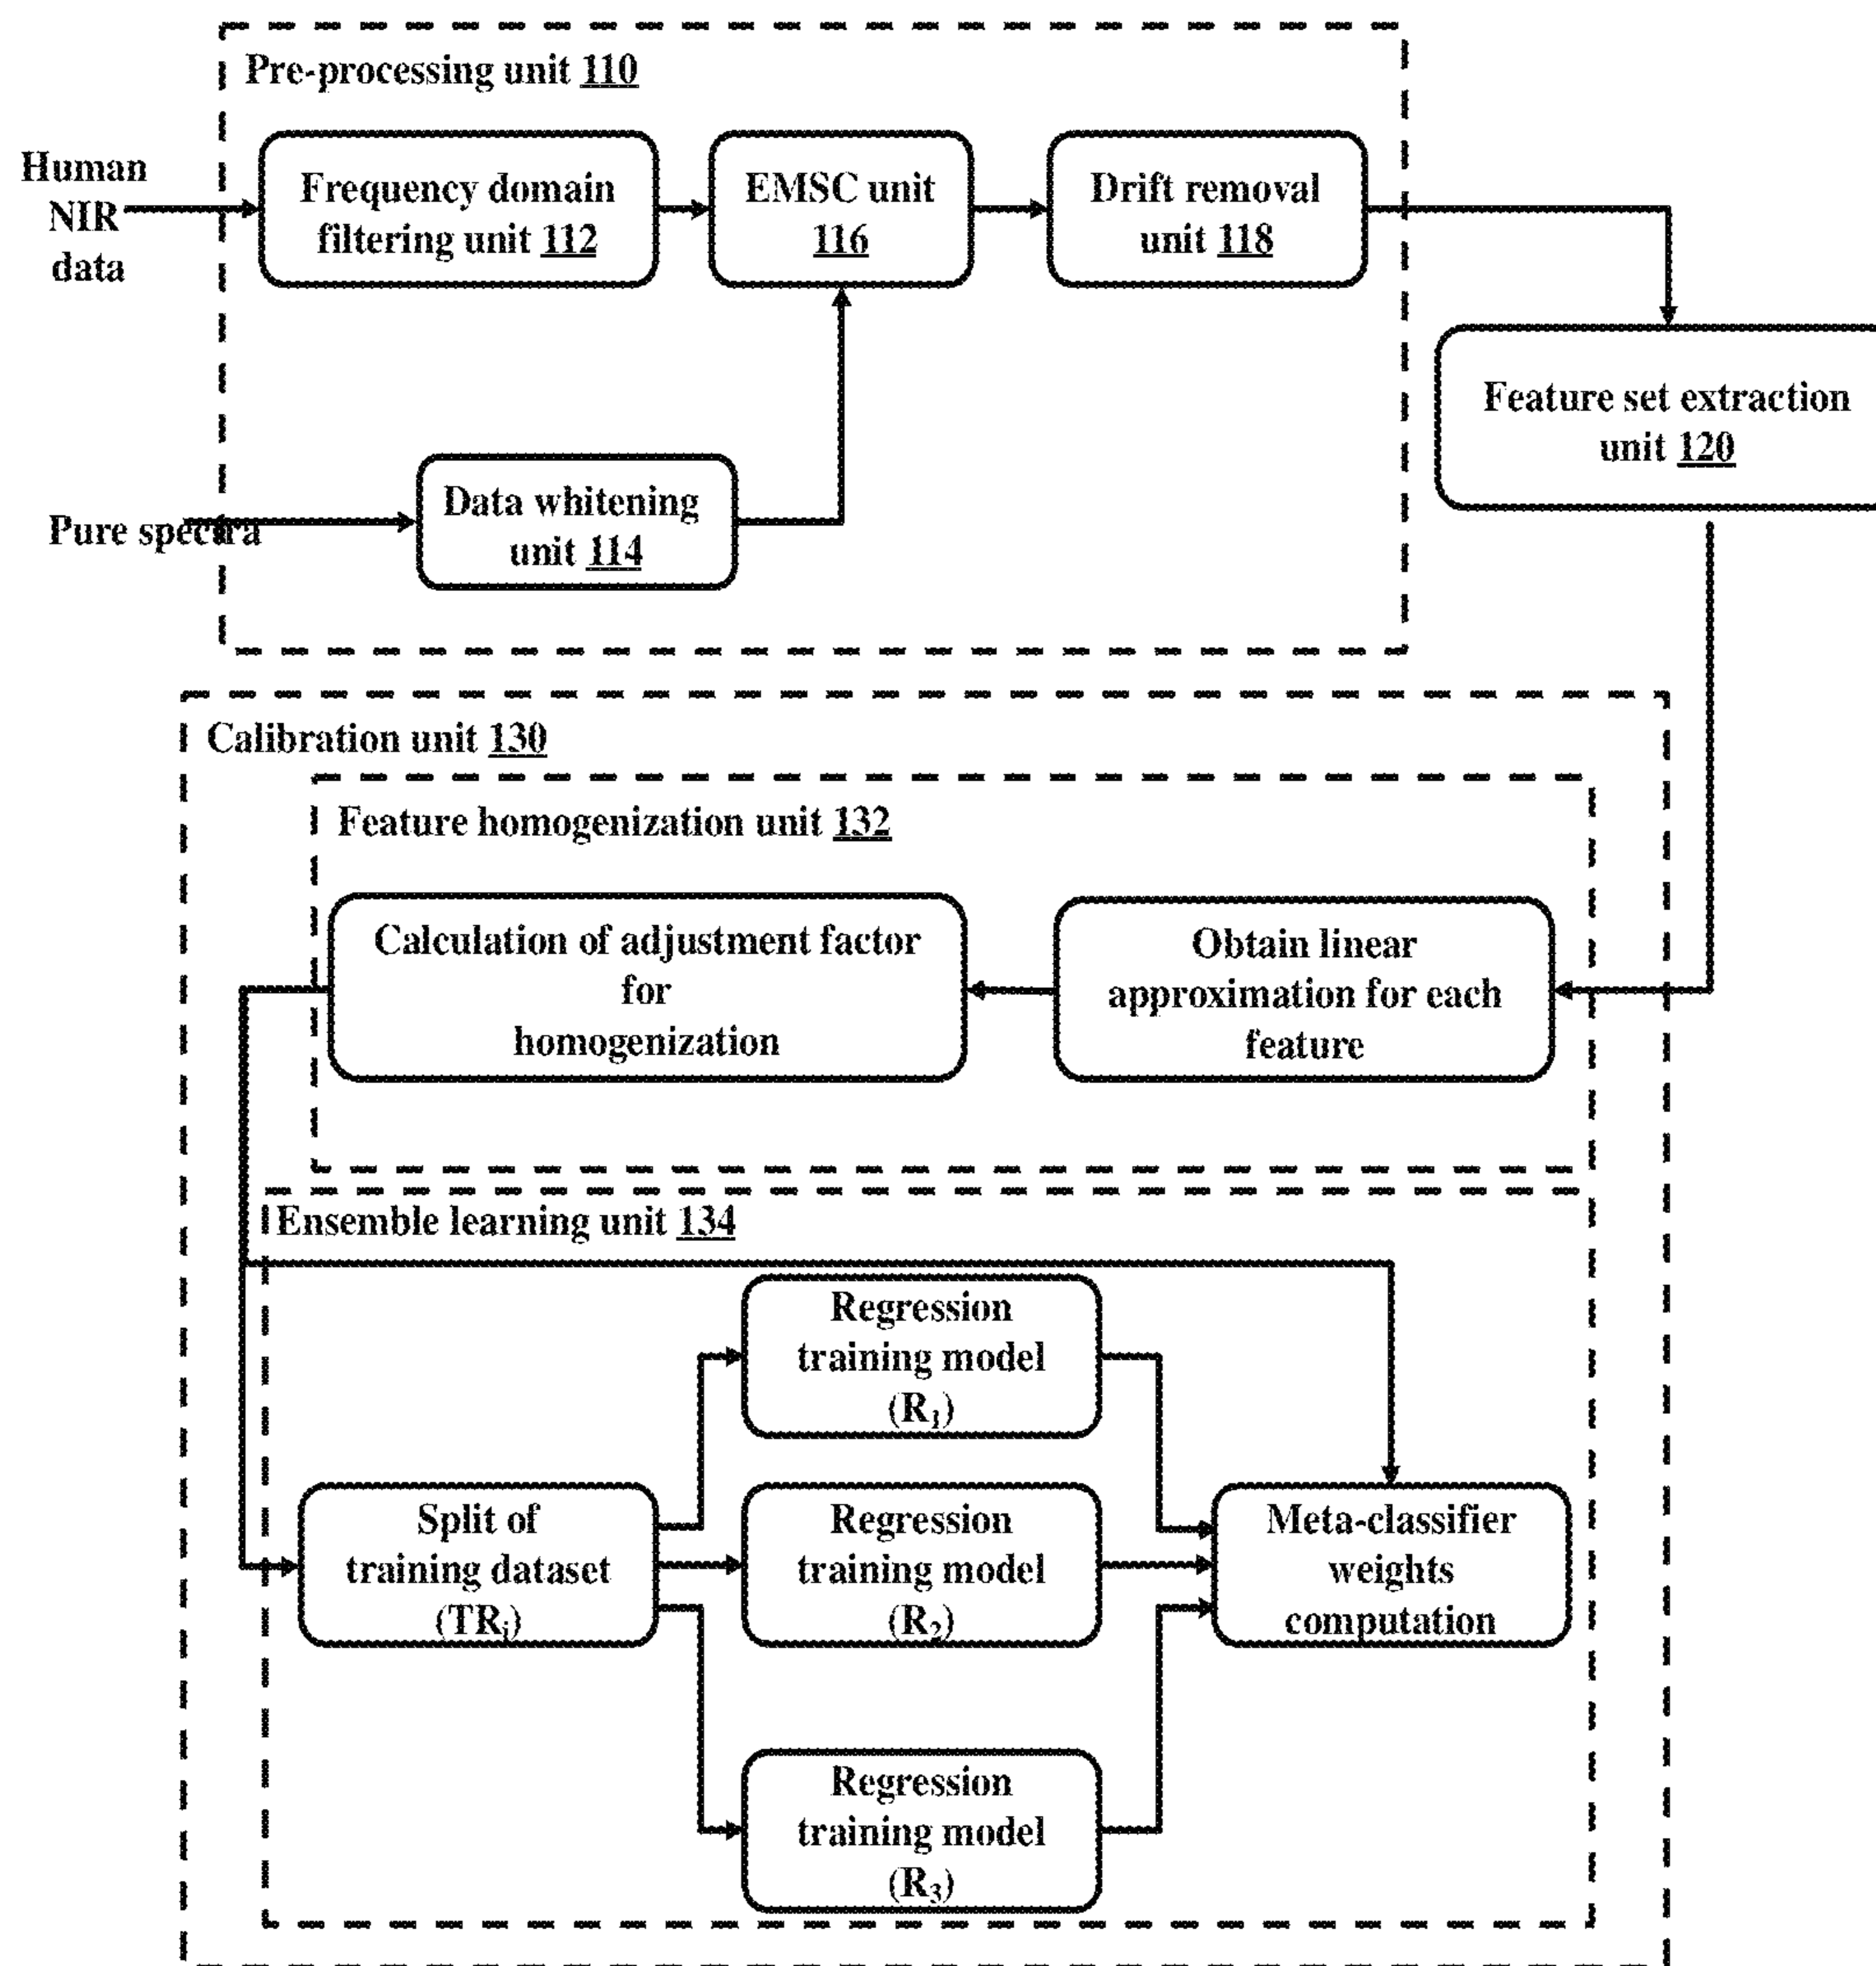 Pre-processing unit 110
Human
NIR
data
Frequency domain
filtering unit 112
EMSC unit
116
Drift removal
unit 118
Feature set extraction
unit 120
Pure spectra
Data whitening
unit 114
Calibration unit 130
Feature homogenization unit 132
Calculation of adjustment factor
for
homogenization
Obtain linear
approximation for each
feature
Ensemble learning unit 134
Regression
training model
(R1)
Split of
training dataset
(TRi)
Regression
training model
(R2)
Meta-classifier
weights
computation
Regression
training model
(R3)